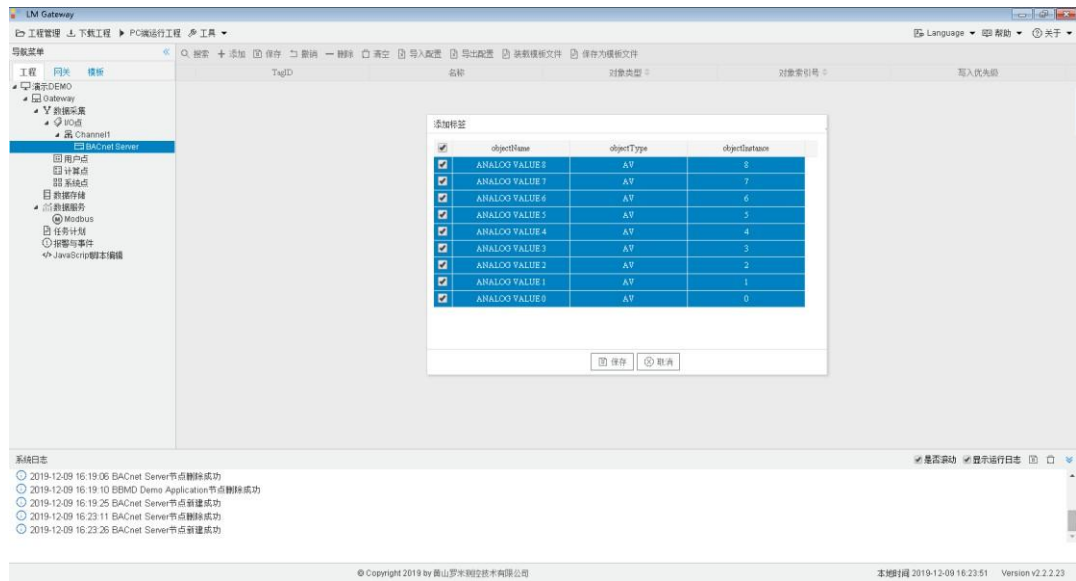 LM Gateway
工程管理 下载工程 PC端运行工程 工具
Language 帮助 关于
导航菜单
搜索 添加 保存 撤销 删除 清空 导入配置 导出配置 装载模板文件 保存为模板文件
工程 网关 模板
TagID 名称 对象类型 对象索引号 写入优先级
演示DEMO
Gateway
数据采集
I/O点
Channel1
BACnet Server
用户点
计算点
系统点
数据存储
数据服务
Modbus
任务计划
报警与事件
JavaScript脚本编辑
添加标签
objectName objectType objectInstance
ANALOG VALUE 8 AV 8
ANALOG VALUE 7 AV 7
ANALOG VALUE 6 AV 6
ANALOG VALUE 5 AV 5
ANALOG VALUE 4 AV 4
ANALOG VALUE 3 AV 3
ANALOG VALUE 2 AV 2
ANALOG VALUE 1 AV 1
ANALOG VALUE 0 AV 0
保存 取消
系统日志
是否滚动 显示运行日志
2019-12-09 16:19:06 BACnet Server节点删除成功
2019-12-09 16:19:10 BBMD Demo Application节点删除成功
2019-12-09 16:19:25 BACnet Server节点新建成功
2019-12-09 16:23:11 BACnet Server节点删除成功
2019-12-09 16:23:26 BACnet Server节点新建成功
© Copyright 2019 by 黄山罗米测控技术有限公司
本地时间 2019-12-09 16:23:51 Version v2.2.2.23